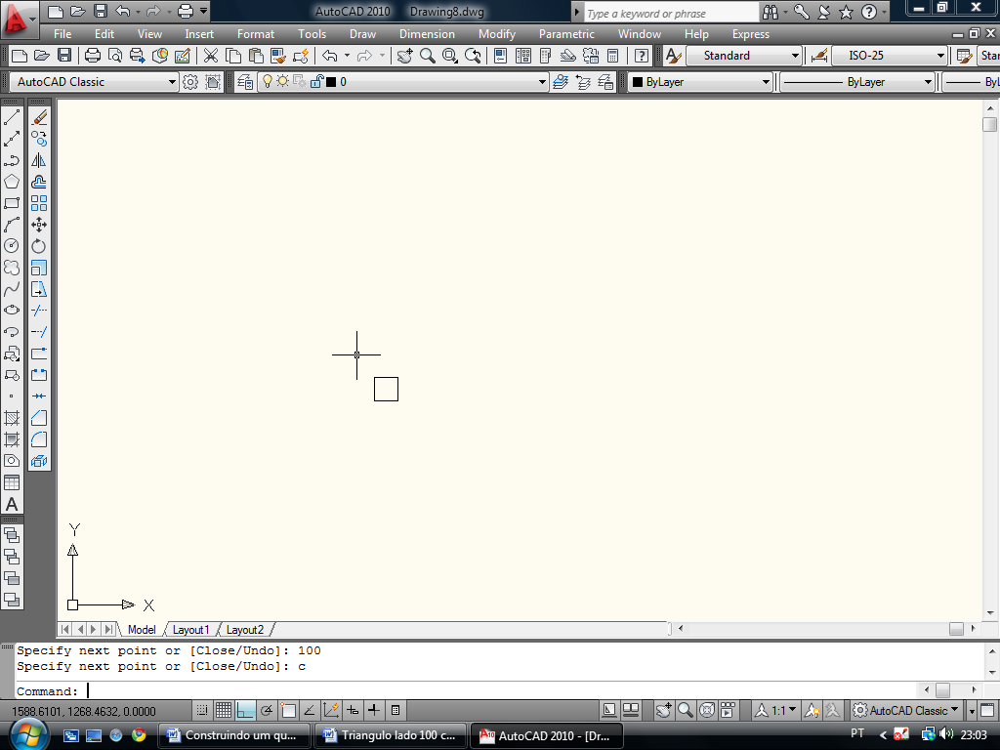 AutoCAD 2010 Drawing8.dwg
Type a keyword or phrase
File Edit View Insert Format Tools Draw Dimension Modify Parametric Window Help Express
Standard ISO-25 Star
AutoCAD Classic 0 ByLayer ByLayer ByL
A
Y
X
Model Layout1 Layout2
Specify next point or [Close/Undo]: 100
Specify next point or [Close/Undo]: c
Command:
1588.6101, 1268.4632, 0.0000 1:1 AutoCAD Classic
Construindo um qu... Triangulo lado 100 c... AutoCAD 2010 - [Dr... PT 23:03